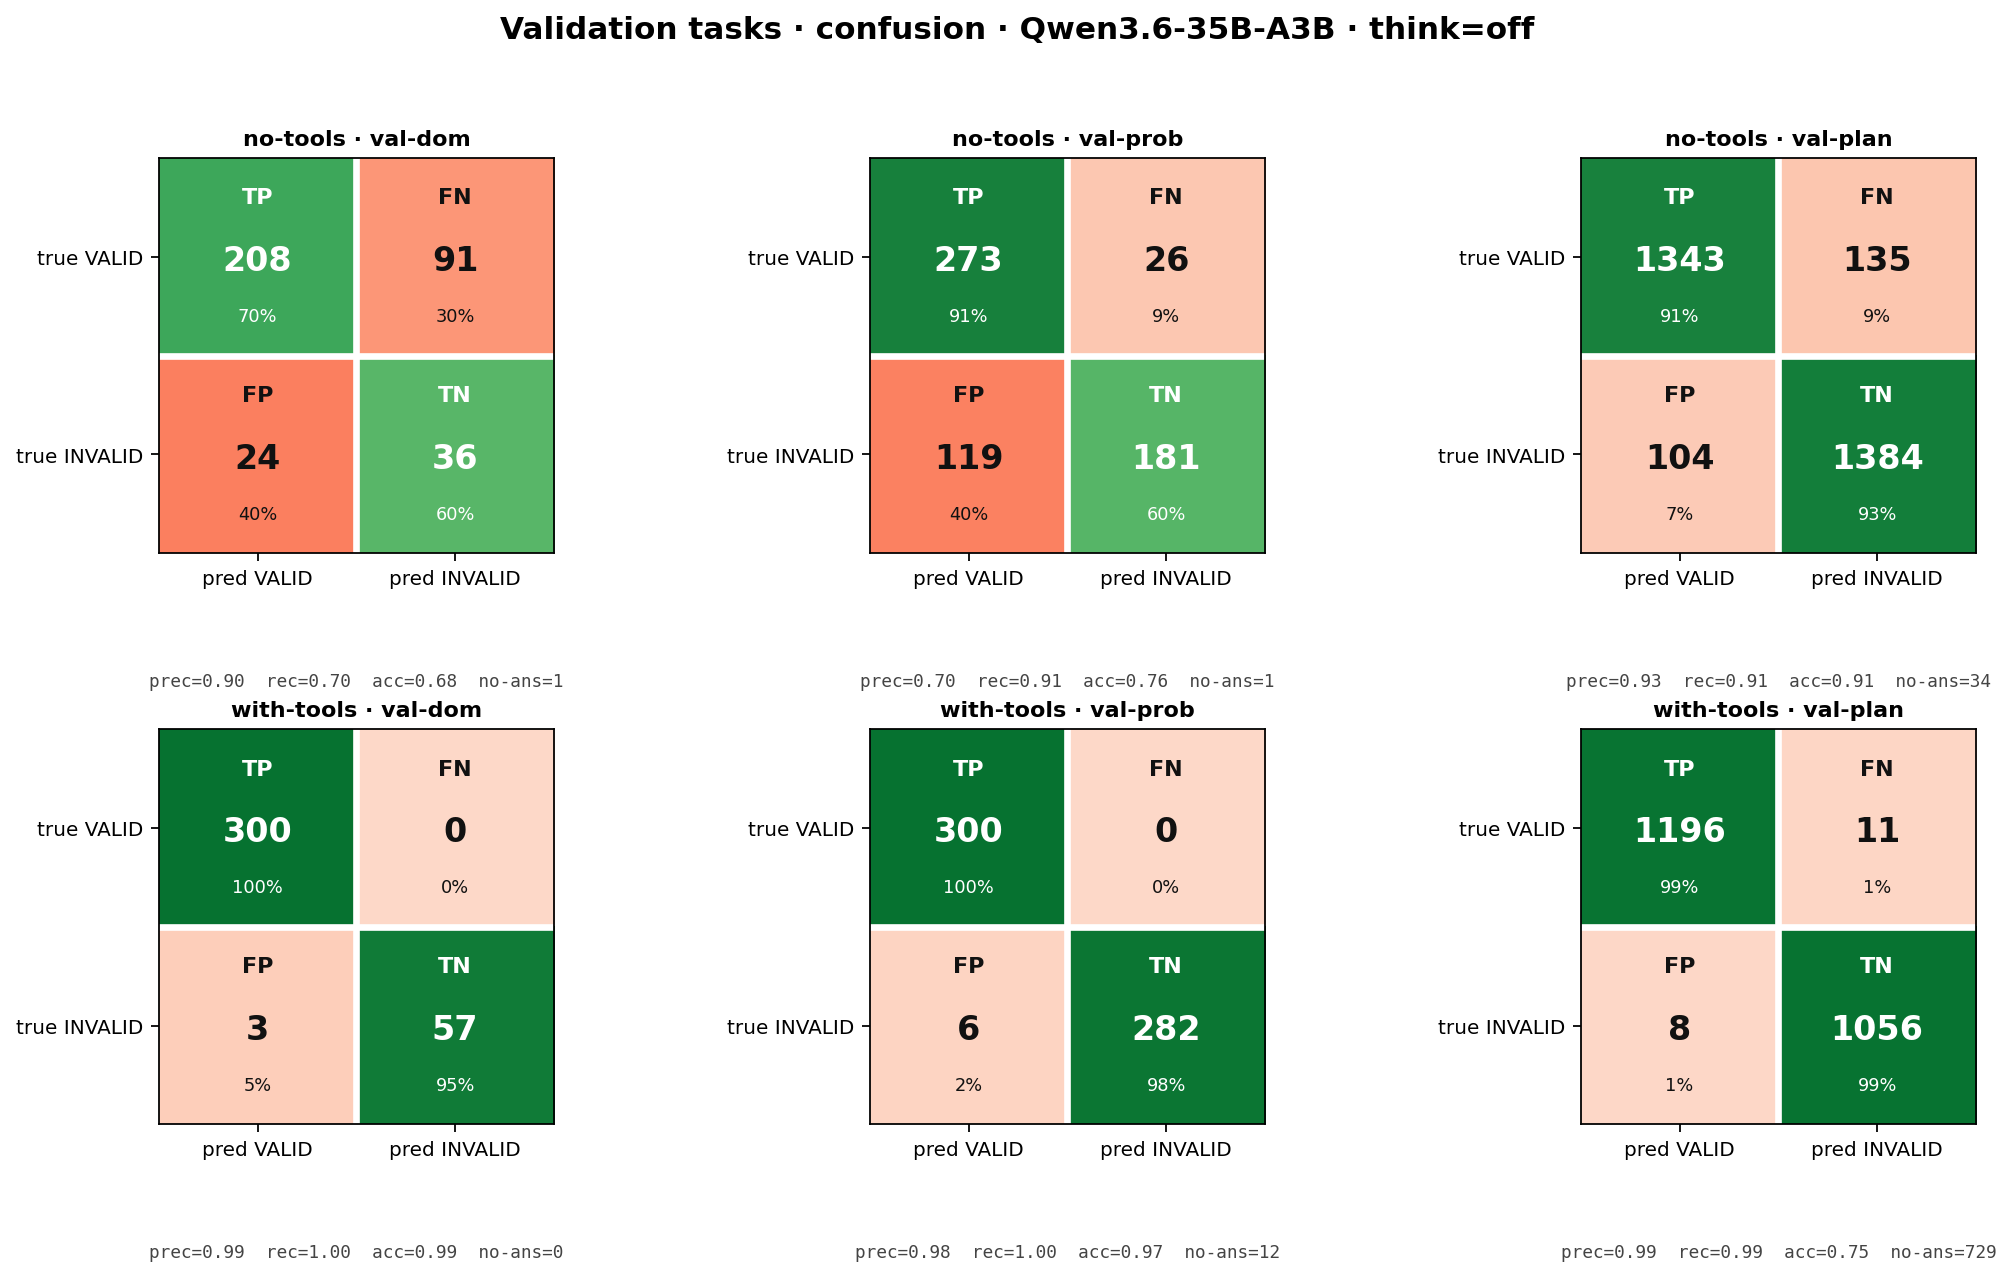 Validation tasks · confusion · Qwen3.6-35B-A3B · think=off
no-tools · val-dom
TP
FN
true VALID
208
91
70%
30%
FP
TN
true INVALID
24
36
40%
60%
pred VALID
pred INVALID
prec=0.90 rec=0.70 acc=0.68 no-ans=1
no-tools · val-prob
TP
FN
true VALID
273
26
91%
9%
FP
TN
true INVALID
119
181
40%
60%
pred VALID
pred INVALID
prec=0.70 rec=0.91 acc=0.76 no-ans=1
no-tools · val-plan
TP
FN
true VALID
1343
135
91%
9%
FP
TN
true INVALID
104
1384
7%
93%
pred VALID
pred INVALID
prec=0.93 rec=0.91 acc=0.91 no-ans=34
with-tools · val-dom
TP
FN
true VALID
300
0
100%
0%
FP
TN
true INVALID
3
57
5%
95%
pred VALID
pred INVALID
prec=0.99 rec=1.00 acc=0.99 no-ans=0
with-tools · val-prob
TP
FN
true VALID
300
0
100%
0%
FP
TN
true INVALID
6
282
2%
98%
pred VALID
pred INVALID
prec=0.98 rec=1.00 acc=0.97 no-ans=12
with-tools · val-plan
TP
FN
true VALID
1196
11
99%
1%
FP
TN
true INVALID
8
1056
1%
99%
pred VALID
pred INVALID
prec=0.99 rec=0.99 acc=0.75 no-ans=729